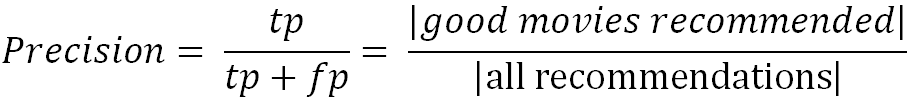 Precision = tp / tp + fp = |good movies recommended| / |all recommendations|